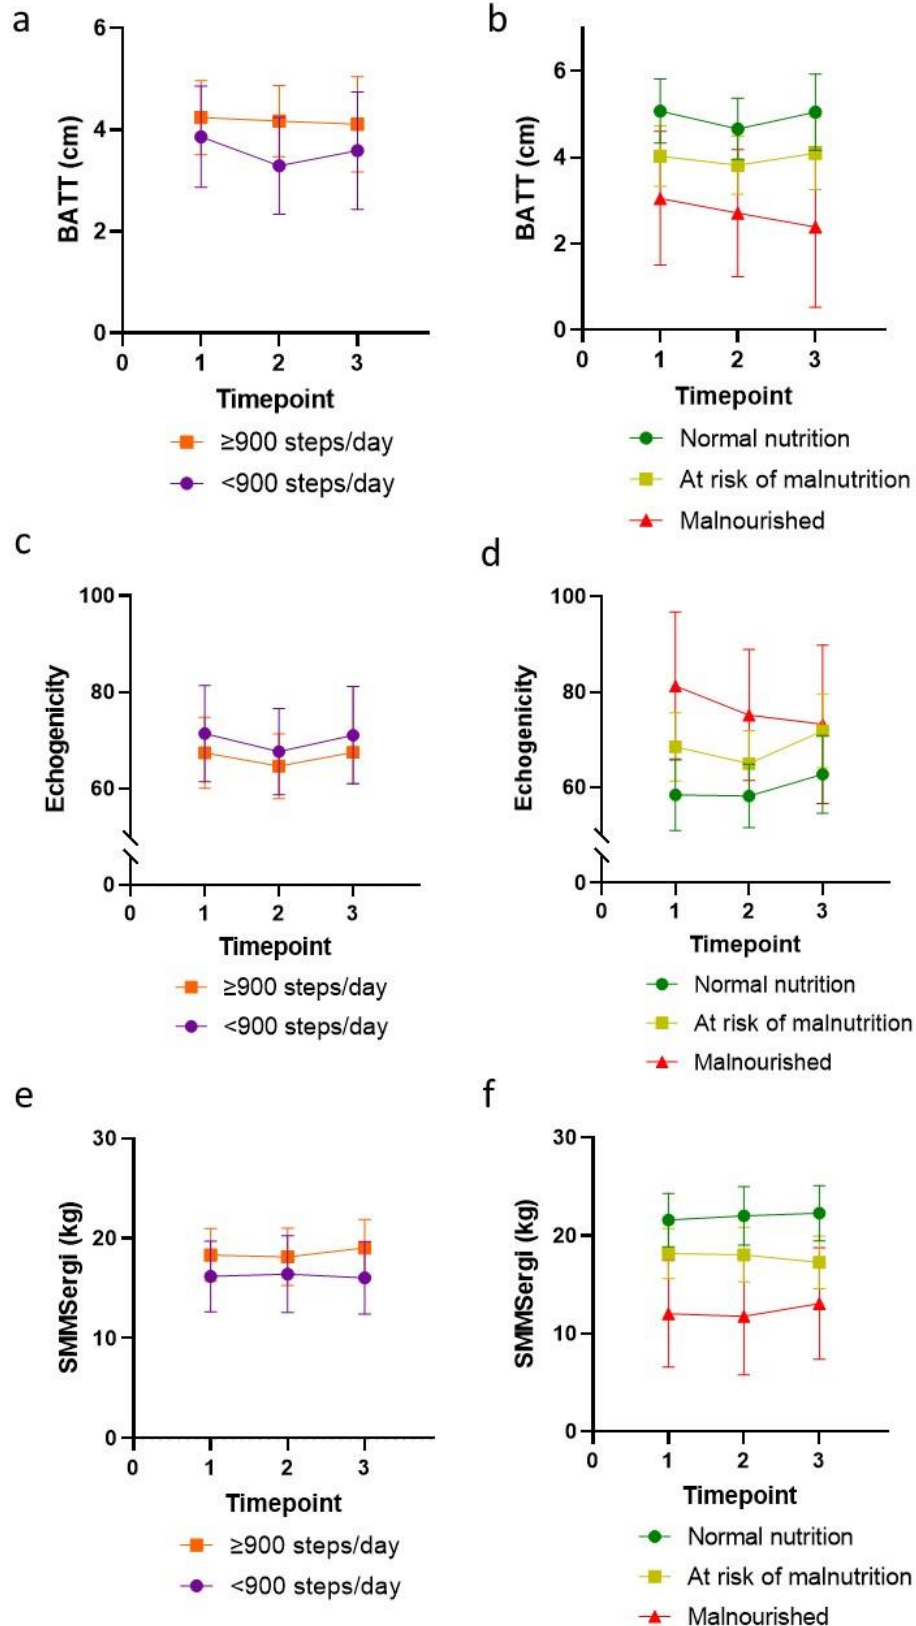 a
6
4
2
0
BATT (cm)
0 1 2 3
Timepoint
≥900 steps/day
<900 steps/day
b
6
4
2
0
BATT (cm)
0 1 2 3
Timepoint
Normal nutrition
At risk of malnutrition
Malnourished
c
100
80
60
0
Echogenicity
0 1 2 3
Timepoint
≥900 steps/day
<900 steps/day
d
100
80
60
0
Echogenicity
0 1 2 3
Timepoint
Normal nutrition
At risk of malnutrition
Malnourished
e
30
20
10
0
SMMSergi (kg)
0 1 2 3
Timepoint
≥900 steps/day
<900 steps/day
f
30
20
10
0
SMMSergi (kg)
0 1 2 3
Timepoint
Normal nutrition
At risk of malnutrition
Malnourished